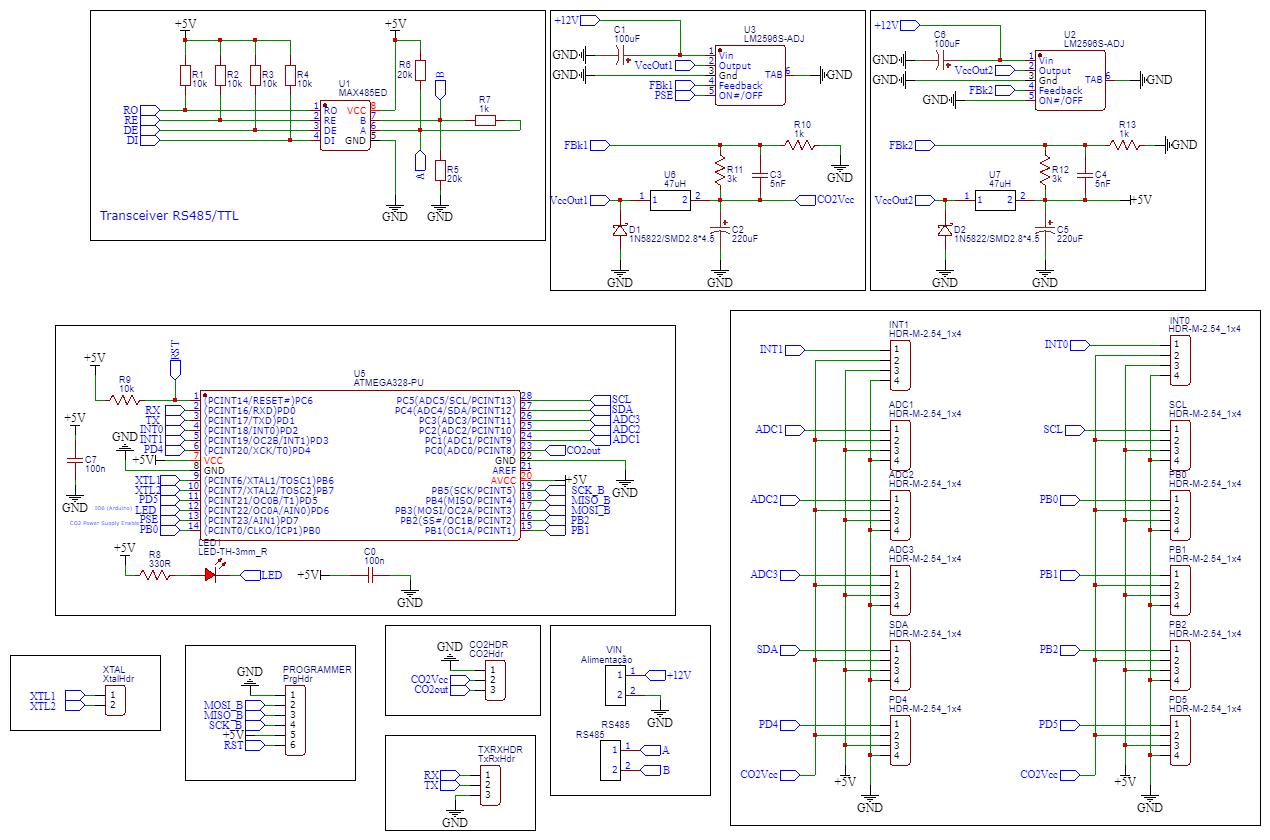 +5V
+5V
R1
10k
R2
10k
R3
10k
R4
10k
R6
20k
B
U1
MAX485ED
R7
1k
RO
RE
DE
DI
1
2
3
4
RO
RE
DE
DI
VCC
B
A
GND
8
7
6
5
A
R5
20k
GND
GND
Transceiver RS485/TTL
+12V
C1
100uF
U3
LM2596S-ADJ
GND
GND
VccOut1
FBk1
PSE
1
2
3
4
5
Vin
Output
Gnd
Feedback
ON#/OFF
TAB
6
GND
FBk1
R10
1k
GND
R11
3k
C3
5nF
VccOut1
U6
47uH
1
1
2
2
CO2Vcc
D1
1N5822/SMD2.8*4.5
C2
220uF
GND
GND
+12V
C6
100uF
U2
LM2596S-ADJ
GND
GND
VccOut2
FBk2
GND
1
2
3
4
5
Vin
Output
Gnd
Feedback
ON#/OFF
TAB
6
GND
FBk2
R13
1k
GND
R12
3k
C4
5nF
VccOut2
U7
47uH
1
1
2
2
+5V
D2
1N5822/SMD2.8*4.5
C5
220uF
GND
GND
+5V
RST
R9
10k
U5
ATMEGA328-PU
+5V
C7
100n
GND
GND
+5V
RX
TX
INT0
INT1
PD4
XTL1
XTL2
PD5
IO6 (Arduino)
LED
CO2 Power Supply Enable
PSE
PB0
1
2
3
4
5
6
7
8
9
10
11
12
13
14
(PCINT14/RESET#)PC6
(PCINT16/RXD)PD0
(PCINT17/TXD)PD1
(PCINT18/INT0)PD2
(PCINT19/OC2B/INT1)PD3
(PCINT20/XCK/T0)PD4
VCC
GND
(PCINT6/XTAL1/TOSC1)PB6
(PCINT7/XTAL2/TOSC2)PB7
(PCINT21/OC0B/T1)PD5
(PCINT22/OC0A/AIN0)PD6
(PCINT23/AIN1)PD7
(PCINT0/CLKO/ICP1)PB0
PC5(ADC5/SCL/PCINT13)
PC4(ADC4/SDA/PCINT12)
PC3(ADC3/PCINT11)
PC2(ADC2/PCINT10)
PC1(ADC1/PCINT9)
PC0(ADC0/PCINT8)
GND
AREF
AVCC
PB5(SCK/PCINT5)
PB4(MISO/PCINT4)
PB3(MOSI/OC2A/PCINT3)
PB2(SS#/OC1B/PCINT2)
PB1(OC1A/PCINT1)
28
27
26
25
24
23
22
21
20
19
18
17
16
15
SCL
SDA
ADC3
ADC2
ADC1
CO2out
GND
+5V
SCK_B
MISO_B
MOSI_B
PB2
PB1
+5V
R8
330R
LED1
LED-TH-3mm_R
LED
+5V
C0
100n
GND
XTAL
XtalHdr
XTL1
XTL2
1
2
GND
PROGRAMMER
PrgHdr
MOSI_B
MISO_B
SCK_B
+5V
RST
1
2
3
4
5
6
GND
CO2HDR
CO2Hdr
CO2Vcc
CO2out
1
2
3
TXRXHDR
TxRxHdr
RX
TX
1
2
3
GND
VIN
Alimentação
1
1
2
2
+12V
GND
RS485
RS485
1
1
2
2
A
B
INT1
HDR-M-2.54_1x4
INT1
1
2
3
4
ADC1
HDR-M-2.54_1x4
ADC1
1
2
3
4
ADC2
HDR-M-2.54_1x4
ADC2
1
2
3
4
ADC3
HDR-M-2.54_1x4
ADC3
1
2
3
4
SDA
HDR-M-2.54_1x4
SDA
1
2
3
4
PD4
HDR-M-2.54_1x4
PD4
1
2
3
4
CO2Vcc
+5V
GND
INT0
HDR-M-2.54_1x4
INT0
1
2
3
4
SCL
HDR-M-2.54_1x4
SCL
1
2
3
4
PB0
HDR-M-2.54_1x4
PB0
1
2
3
4
PB1
HDR-M-2.54_1x4
PB1
1
2
3
4
PB2
HDR-M-2.54_1x4
PB2
1
2
3
4
PD5
HDR-M-2.54_1x4
PD5
1
2
3
4
CO2Vcc
+5V
GND